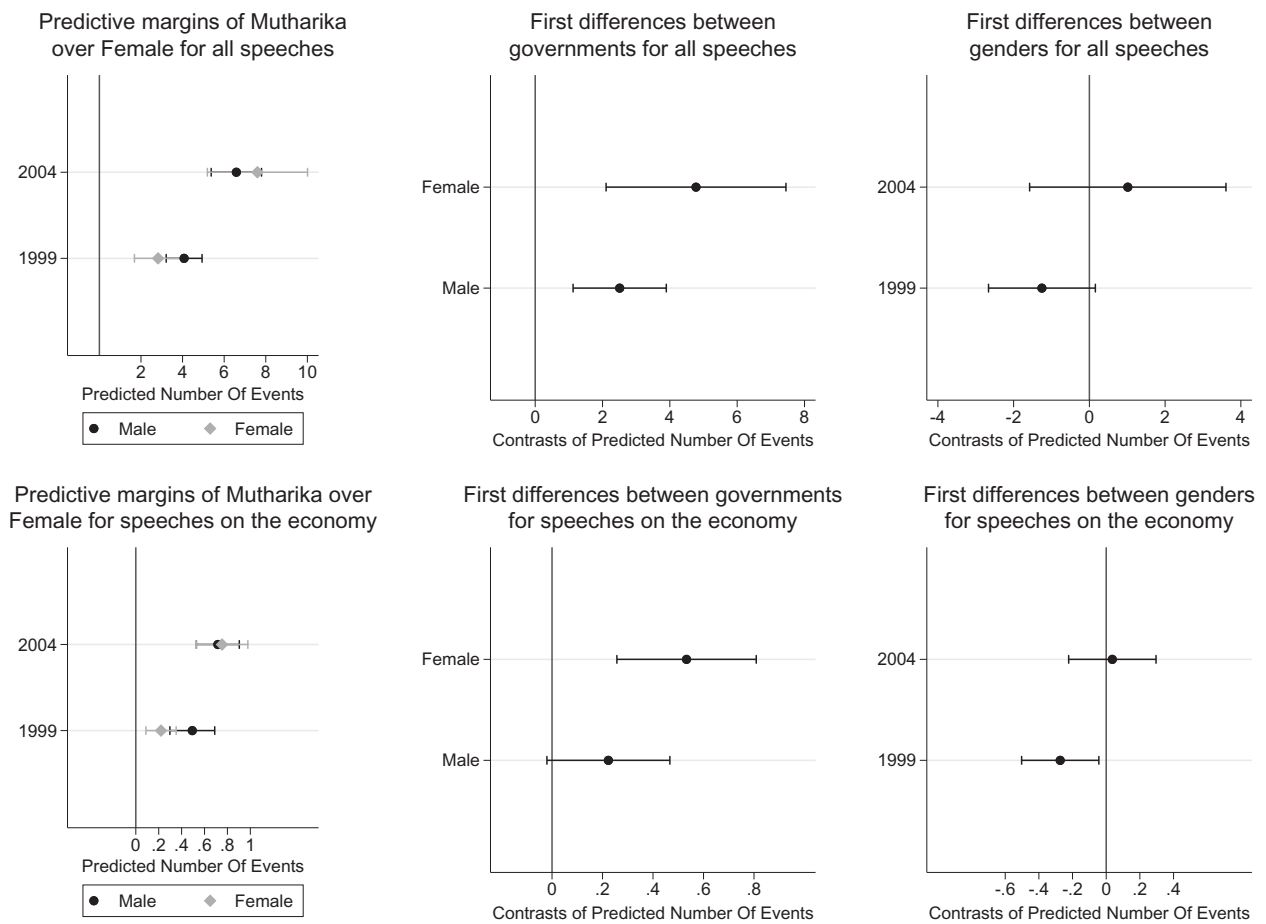 Predictive margins of Mutharika
over Female for all speeches
2004
1999
2 4 6 8 10
Predicted Number Of Events
Male Female
First differences between
governments for all speeches
Female
Male
0 2 4 6 8
Contrasts of Predicted Number Of Events
First differences between
genders for all speeches
2004
1999
-4 -2 0 2 4
Contrasts of Predicted Number Of Events
Predictive margins of Mutharika over
Female for speeches on the economy
2004
1999
0 .2 .4 .6 .8 1
Predicted Number Of Events
Male Female
First differences between governments
for speeches on the economy
Female
Male
0 .2 .4 .6 .8
Contrasts of Predicted Number Of Events
First differences between genders
for speeches on the economy
2004
1999
-.6 -.4 -.2 0 .2 .4
Contrasts of Predicted Number Of Events